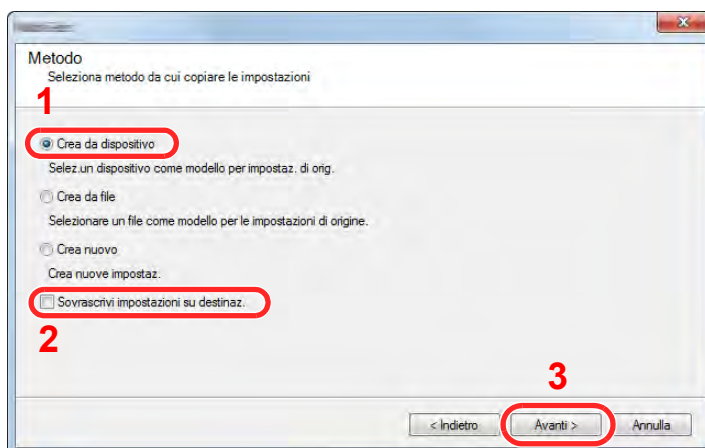 Metodo
Seleziona metodo da cui copiare le impostazioni
1
Crea da dispositivo
Selez.un dispositivo come modello per impostaz. di orig.
Crea da file
Selezionare un file come modello per le impostazioni di origine.
Crea nuovo
Crea nuove impostaz.
Sovrascrivi impostazioni su destinaz.
2
3
< Indietro Avanti > Annulla